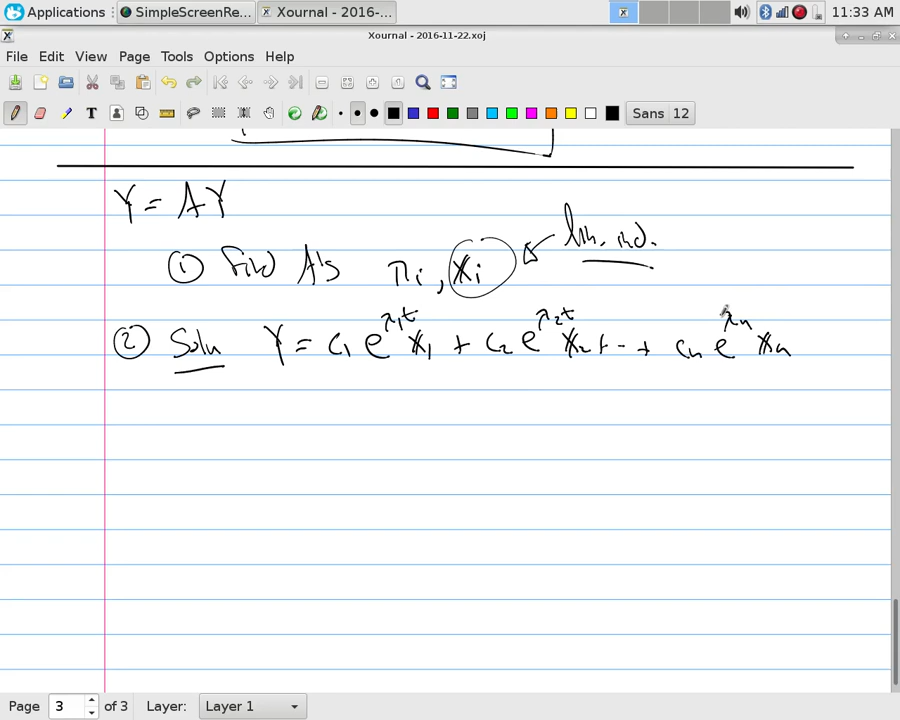 Applications SimpleScreenRe... Xournal - 2016-... 11:33 AM
Xournal - 2016-11-22.xoj
File Edit View Page Tools Options Help
Sans 12
Y = AY
lin. ind.
① Find A's λi, Xi
② Soln Y = c₁ e^λ₁t X₁ + c₂ e^λ₂t X₂ + -- + cn e^λn Xn
Page 3 of 3 Layer: Layer 1